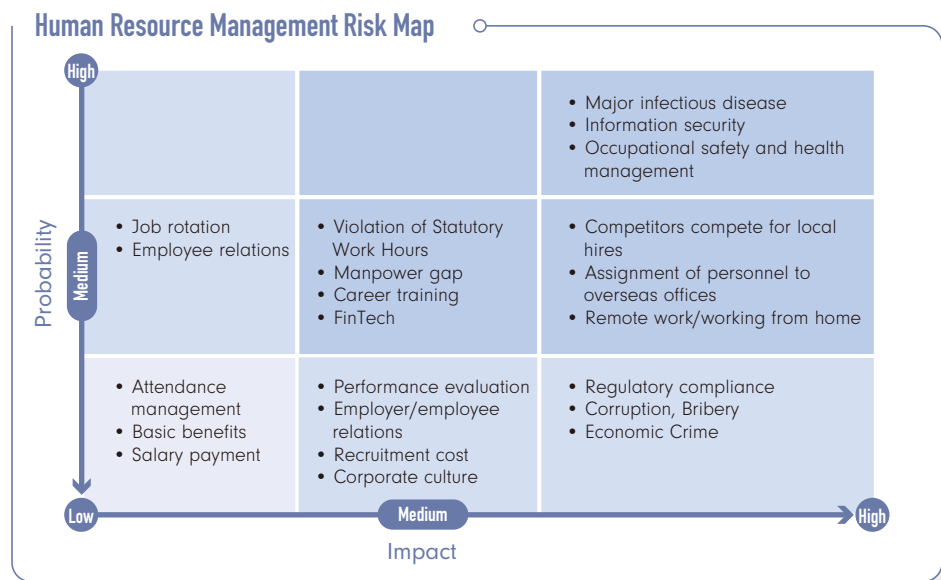 Human Resource Management Risk Map
High
• Major infectious disease
• Information security
• Occupational safety and health
management
Probability
Medium
• Job rotation
• Employee relations
• Violation of Statutory
Work Hours
• Manpower gap
• Career training
• FinTech
• Competitors compete for local
hires
• Assignment of personnel to
overseas offices
• Remote work/working from home
• Attendance
management
• Basic benefits
• Salary payment
• Performance evaluation
• Employer/employee
relations
• Recruitment cost
• Corporate culture
• Regulatory compliance
• Corruption, Bribery
• Economic Crime
Low
Medium
High
Impact